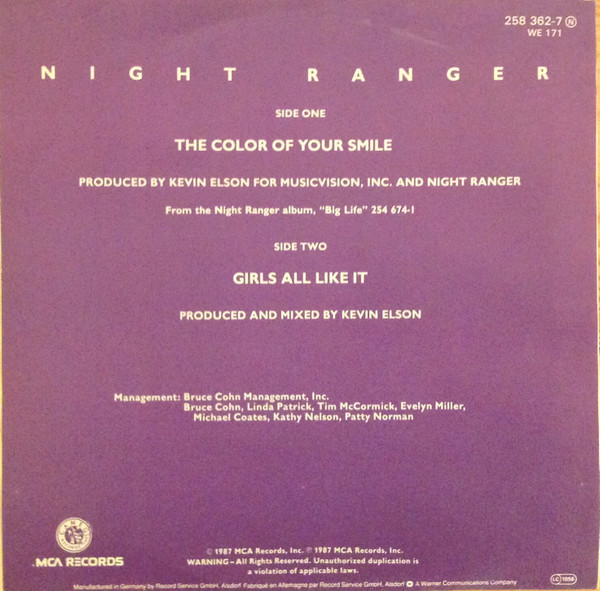 258 362-7 Ⓝ
WE 171
NIGHT RANGER
SIDE ONE
THE COLOR OF YOUR SMILE
PRODUCED BY KEVIN ELSON FOR MUSICVISION, INC. AND NIGHT RANGER
From the Night Ranger album, “Big Life” 254 674-1
SIDE TWO
GIRLS ALL LIKE IT
PRODUCED AND MIXED BY KEVIN ELSON
Management: Bruce Cohn Management, Inc.
Bruce Cohn, Linda Patrick, Tim McCormick, Evelyn Miller,
Michael Coates, Kathy Nelson, Patty Norman
CAMEL
MCA RECORDS
© 1987 MCA Records, Inc. ℗ 1987 MCA Records, Inc.
WARNING – All Rights Reserved. Unauthorized duplication is
a violation of applicable laws.
Manufactured in Germany by Record Service GmbH, Alsdorf Fabriqué en Allemagne par Record Service GmbH, Alsdorf A Warner Communications Company
LC 1056